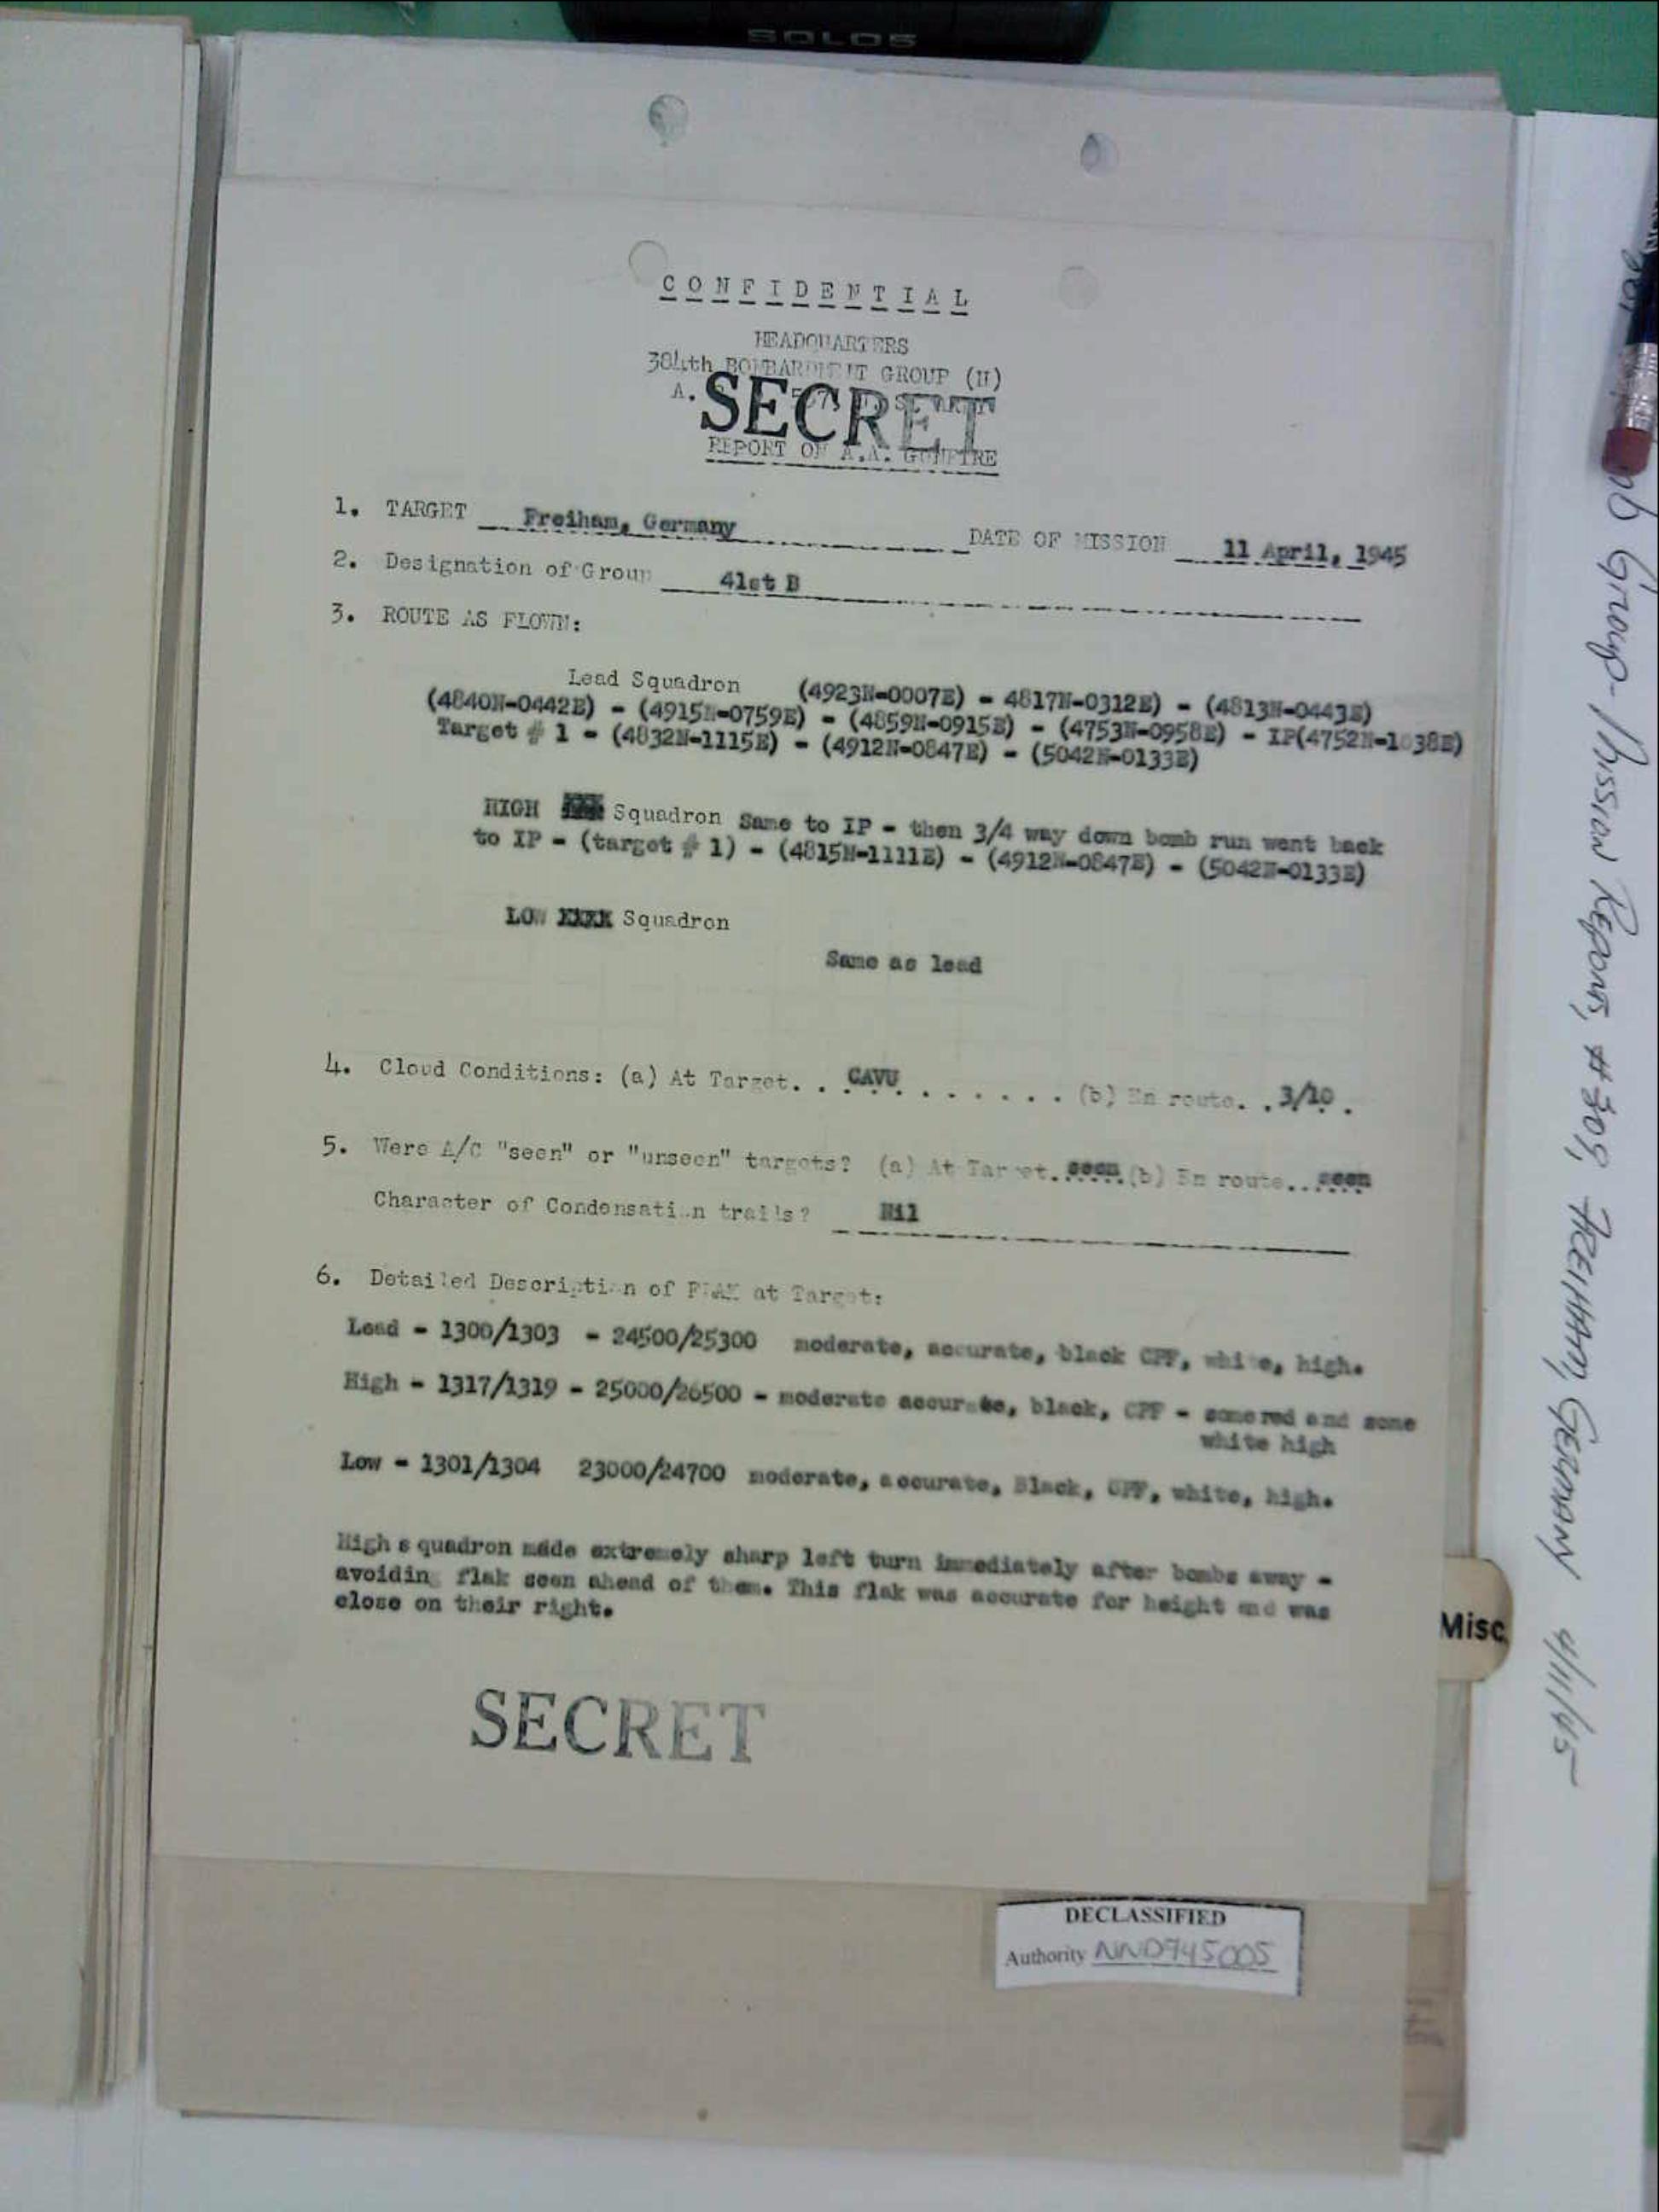 SOLOS
C O N F I D E N T I A L
HEADQUARTERS
384th BOMBARDMENT GROUP (H)
A.
SECRET
REPORT OF A.A. GUNFIRE
1. TARGET Freiham, Germany DATE OF MISSION 11 April, 1945
2. Designation of Group 41st B
3. ROUTE AS FLOWN:
Lead Squadron (4923N-0007E) - 4817N-0312E) - (4813N-0443E)
(4840N-0442E) - (4915N-0759E) - (4859N-0915E) - (4753N-0958E) - IP(4752N-1038E)
Target # 1 - (4832N-1115E) - (4912N-0847E) - (5042N-0133E)
HIGH Squadron Same to IP - then 3/4 way down bomb run went back
to IP - (target # 1) - (4815N-1111E) - (4912N-0847E) - (5042N-0133E)
LOW XXXX Squadron
Same as lead
4. Cloud Conditions: (a) At Target. . CAVU . . . . . . . (b) En route. . 3/10 .
5. Were A/C "seen" or "unseen" targets? (a) At Target. seen (b) En route... seen
Character of Condensation trails? Nil
6. Detailed Description of FLAK at Target:
Lead - 1300/1303 - 24500/25300 moderate, accurate, black CPF, white, high.
High - 1317/1319 - 25000/26500 - moderate accurate, black, CPF - some red and some
white high
Low - 1301/1304 23000/24700 moderate, accurate, Black, CPF, white, high.
High s quadron made extremely sharp left turn immediately after bombs away -
avoiding flak seen ahead of them. This flak was accurate for height and was
close on their right.
SECRET
Misc
DECLASSIFIED
Authority NND945005
Group-Mission Reports, #309, FREIHAM, GERMANY 4/11/45